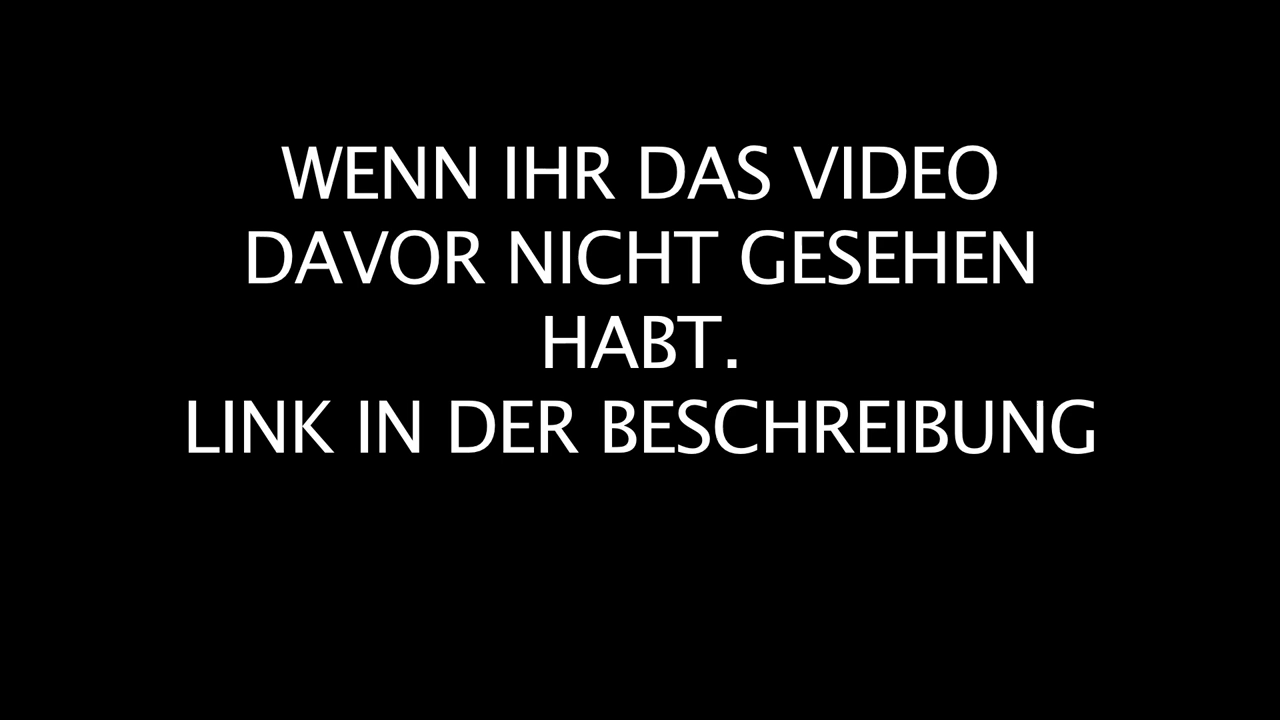 WENN IHR DAS VIDEO
DAVOR NICHT GESEHEN
HABT.
LINK IN DER BESCHREIBUNG